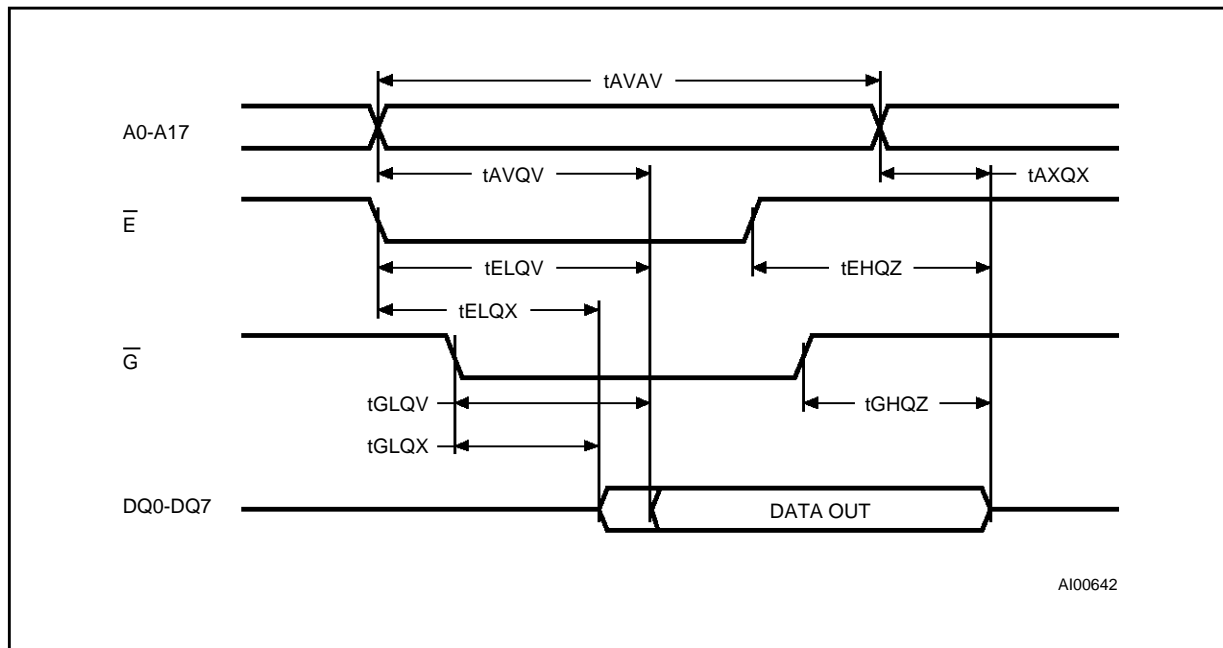 tAVAV
A0-A17
tAVQV
tAXQX
E̅
tELQV
tEHQZ
tELQX
G̅
tGLQV
tGHQZ
tGLQX
DQ0-DQ7
DATA OUT
AI00642